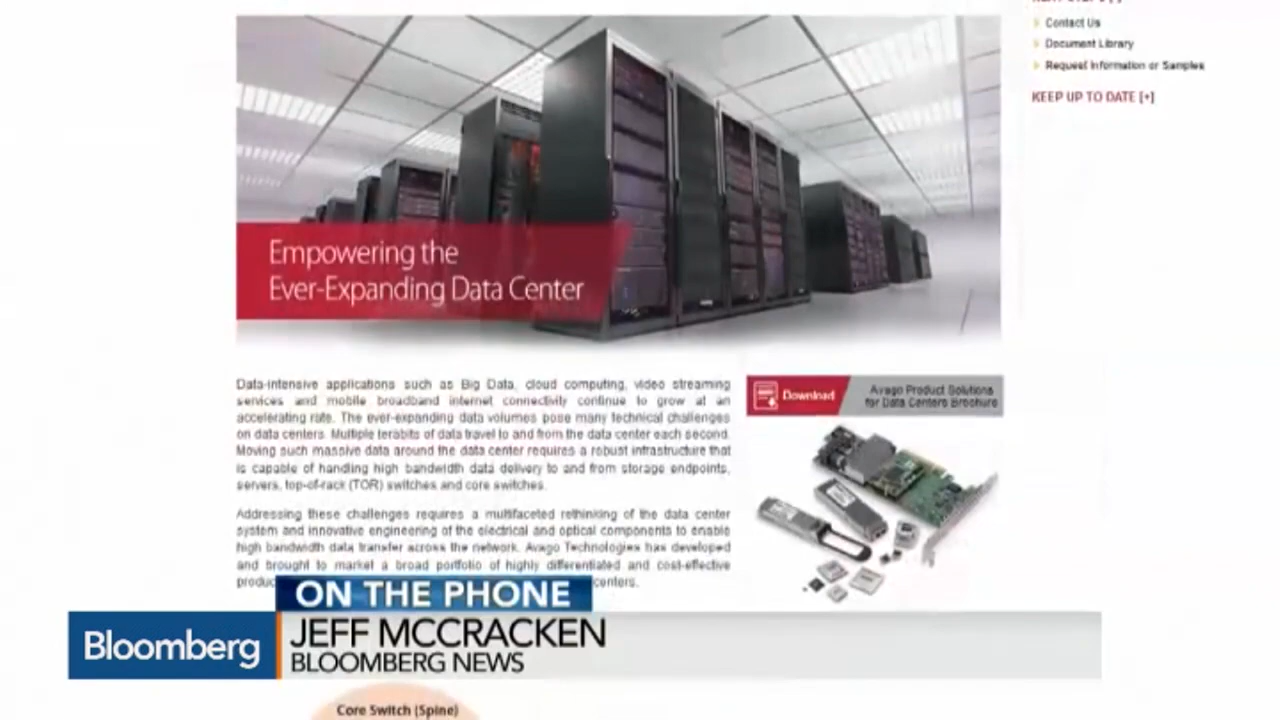 NEXT STEPS [-]
Contact Us
Document Library
Request Information or Samples
KEEP UP TO DATE [+]
Empowering the
Ever-Expanding Data Center
Data-intensive applications such as Big Data, cloud computing, video streaming
services and mobile broadband internet connectivity continue to grow at an
accelerating rate. The ever-expanding data volumes pose many technical challenges
on data centers. Multiple terabits of data travel to and from the data center each second.
Moving such massive data around the data center requires a robust infrastructure that
is capable of handling high bandwidth data delivery to and from storage endpoints,
servers, top-of-rack (TOR) switches and core switches.
Addressing these challenges requires a multifaceted rethinking of the data center
system and innovative engineering of the electrical and optical components to enable
high bandwidth data transfer across the network. Avago Technologies has developed
and brought to market a broad portfolio of highly differentiated and cost-effective
produc centers.
Download
Avago Product Solutions
for Data Centers Brochure
ON THE PHONE
Bloomberg
JEFF MCCRACKEN
BLOOMBERG NEWS
Core Switch (Spine)